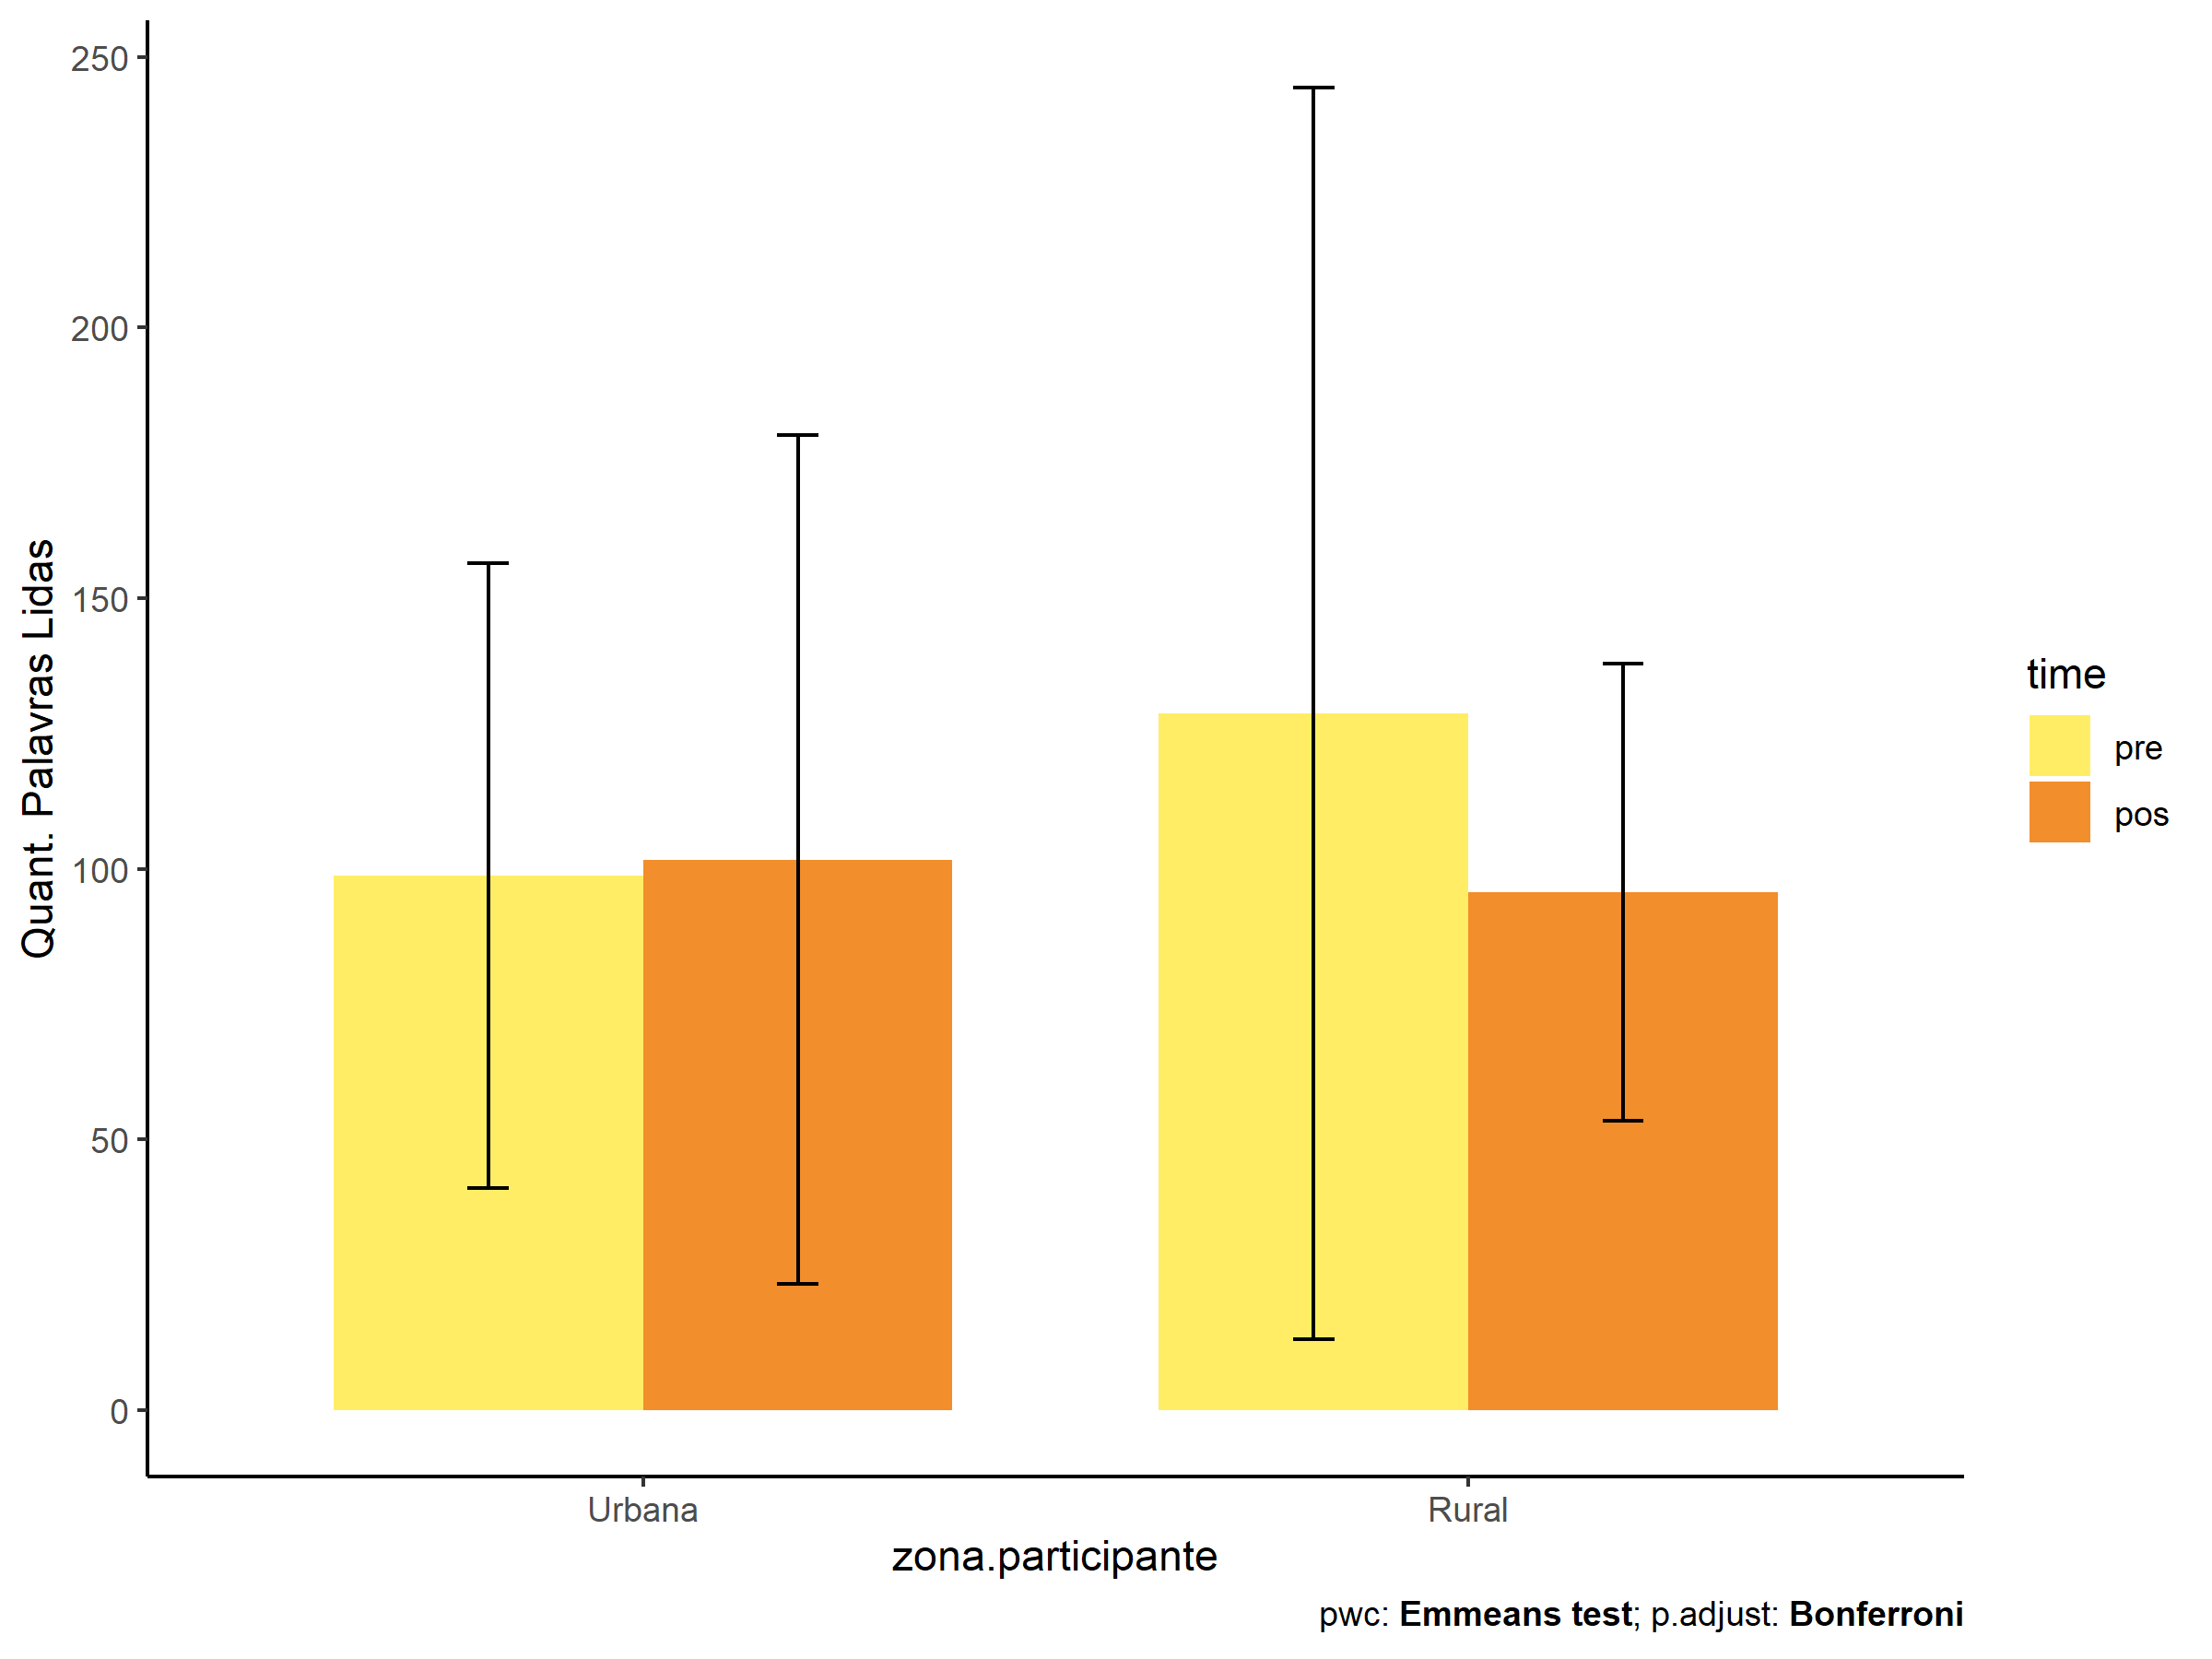 250
200
150
100
50
0
Quant. Palavras Lidas
Urbana
Rural
zona.participante
time
pre
pos
pwc: Emmeans test; p.adjust: Bonferroni